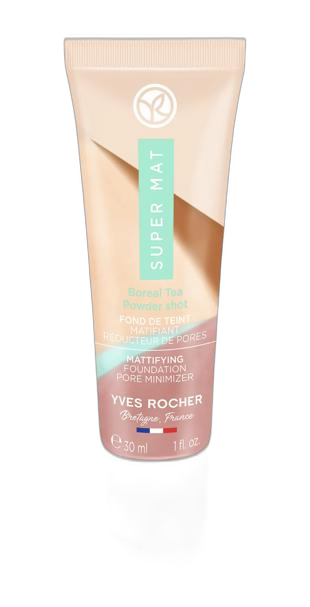 SUPER MAT
Boreal Tea
Powder shot
FOND DE TEINT
MATIFIANT
RÉDUCTEUR DE PORES
MATTIFYING
FOUNDATION
PORE MINIMIZER
YVES ROCHER
Bretagne, France
℮ 30 ml 1 fl. oz.